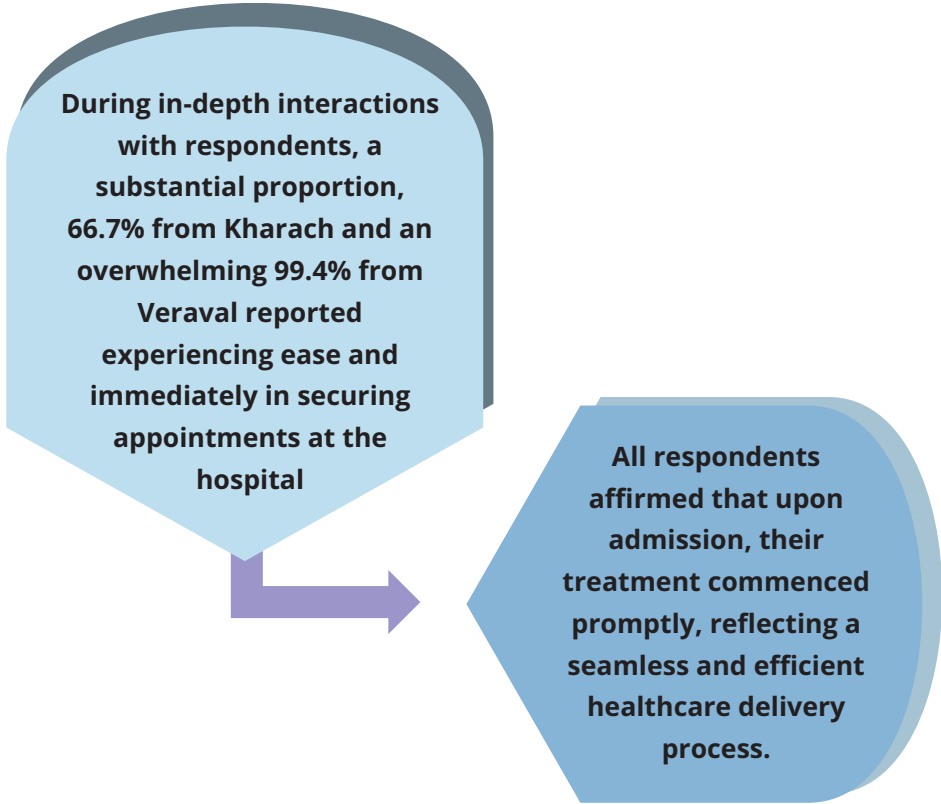 During in-depth interactions
with respondents, a
substantial proportion,
66.7% from Kharach and an
overwhelming 99.4% from
Veraval reported
experiencing ease and
immediately in securing
appointments at the
hospital
All respondents
affirmed that upon
admission, their
treatment commenced
promptly, reflecting a
seamless and efficient
healthcare delivery
process.